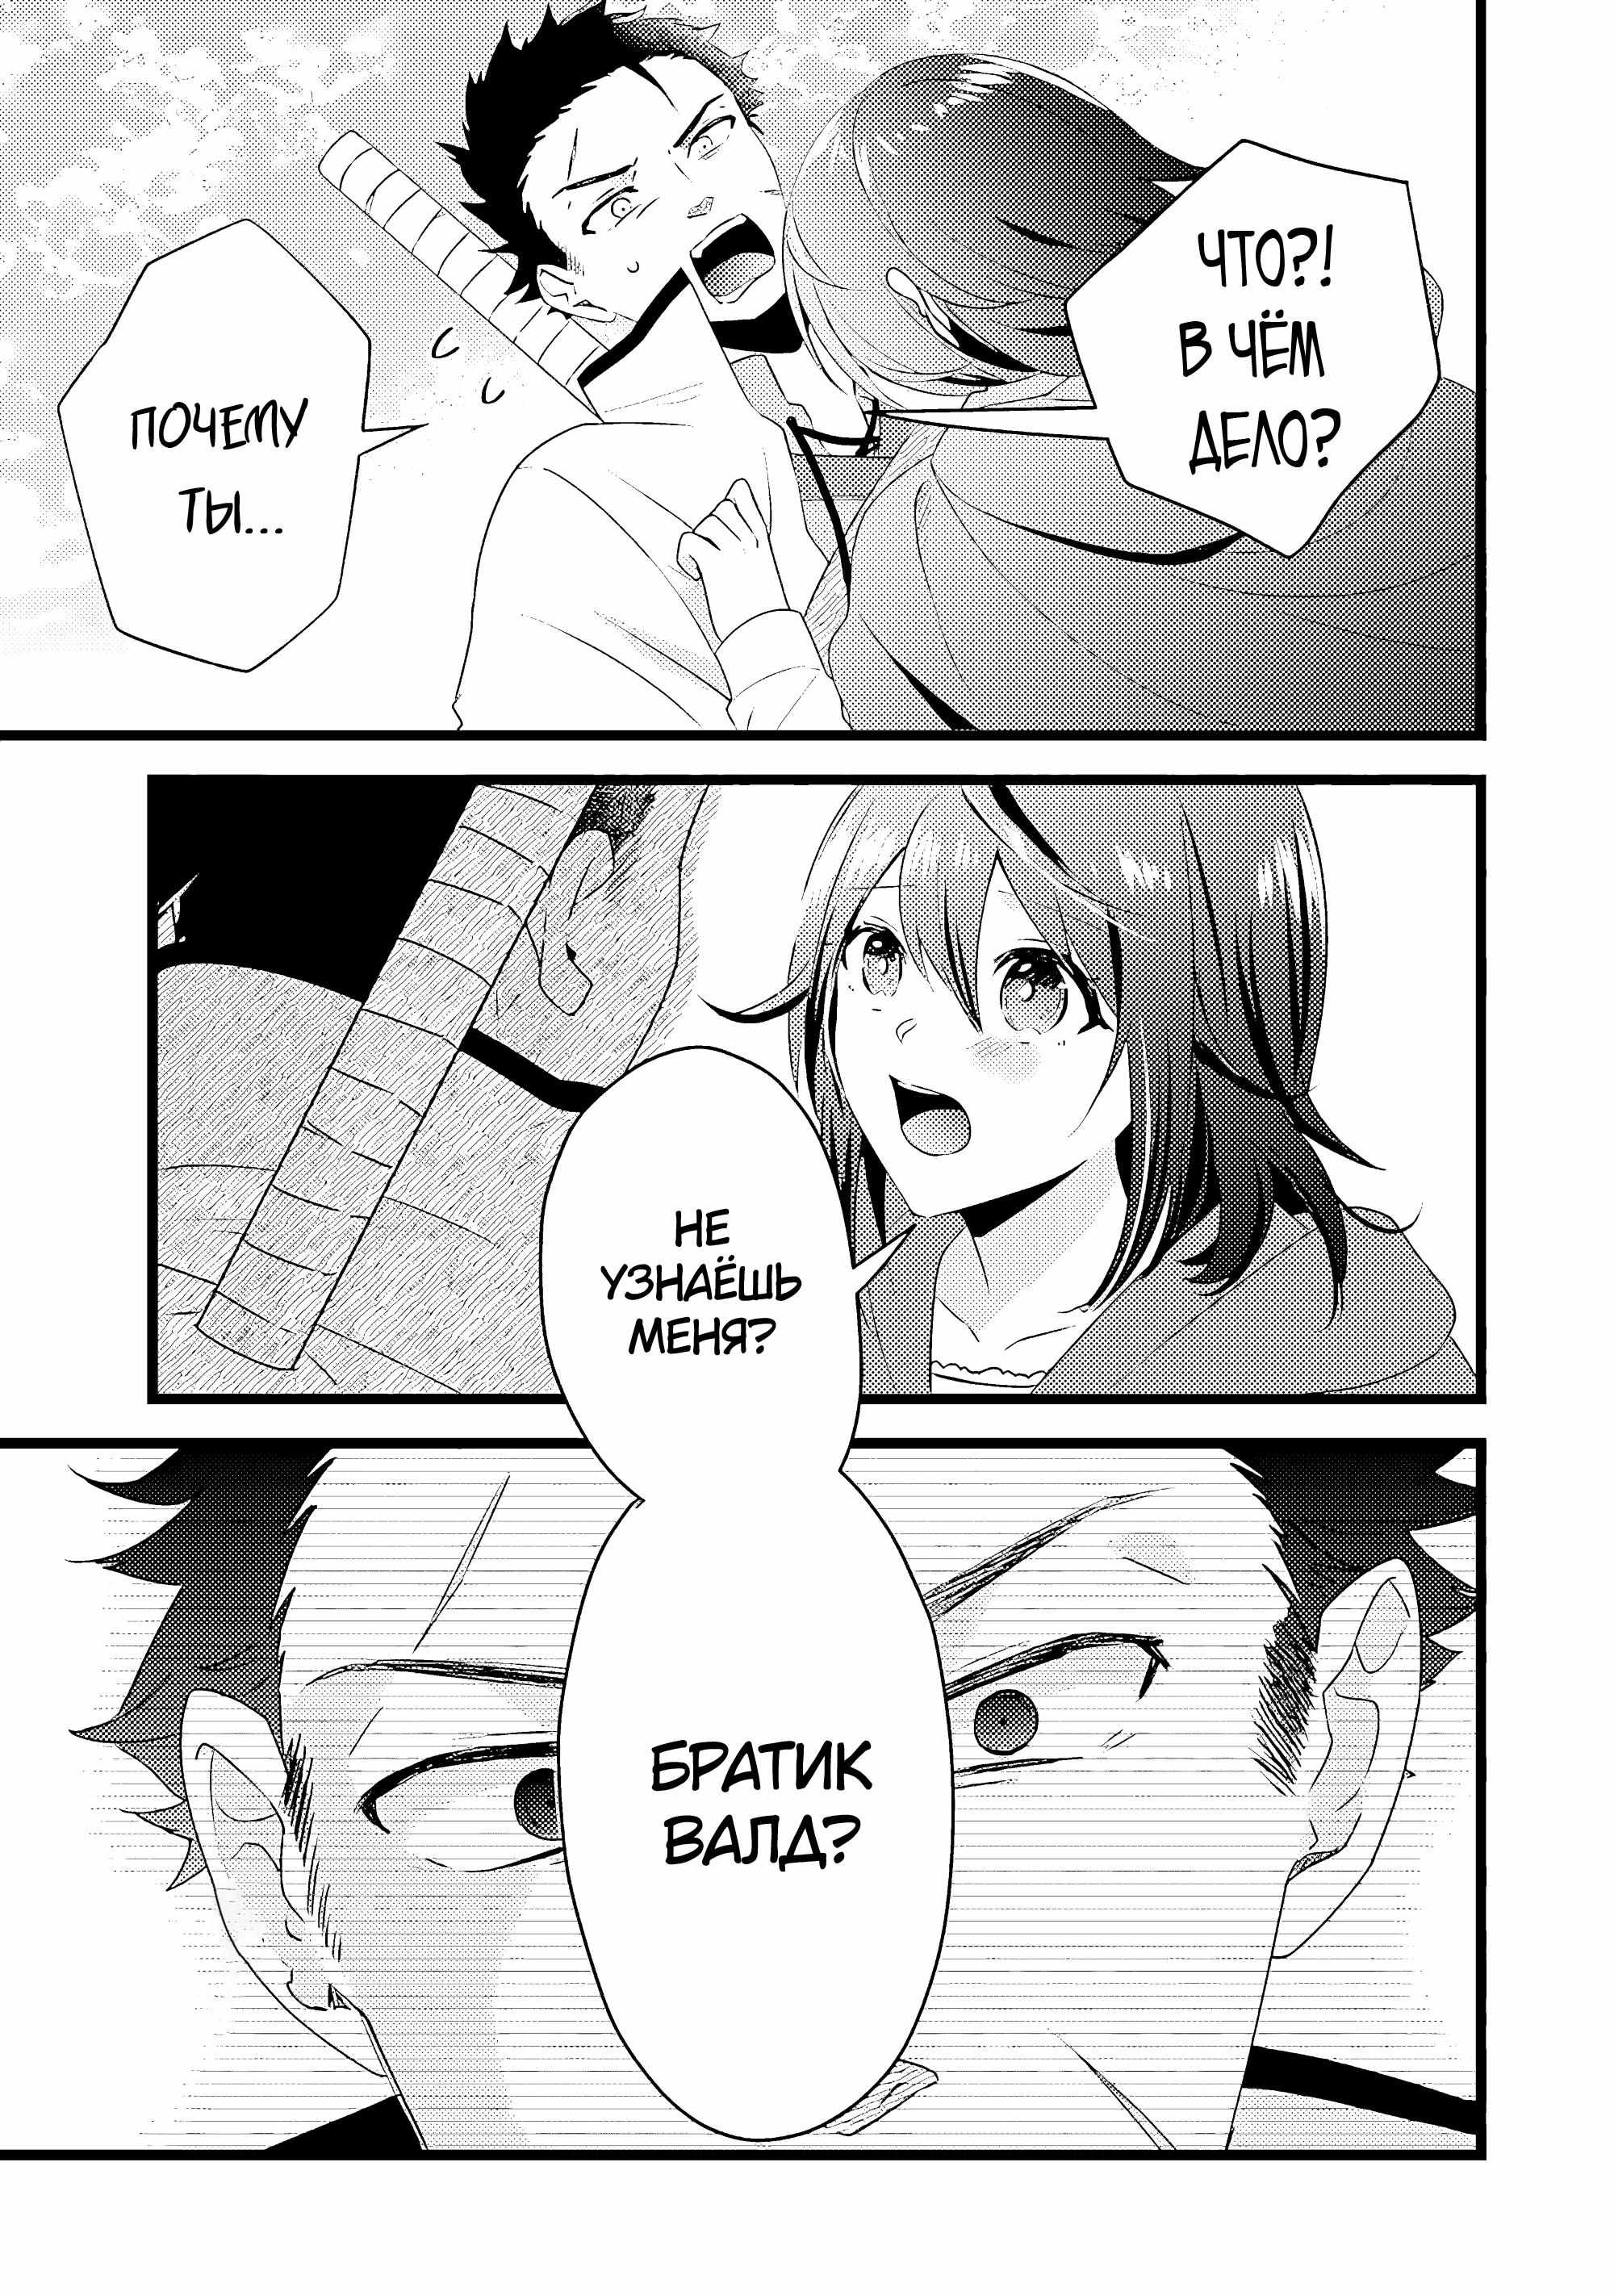 ЧТО?!
В ЧЁМ
ДЕЛО?
ПОЧЕМУ
ТЫ...
НЕ
УЗНАЁШЬ
МЕНЯ?
БРАТИК
ВАЛД?